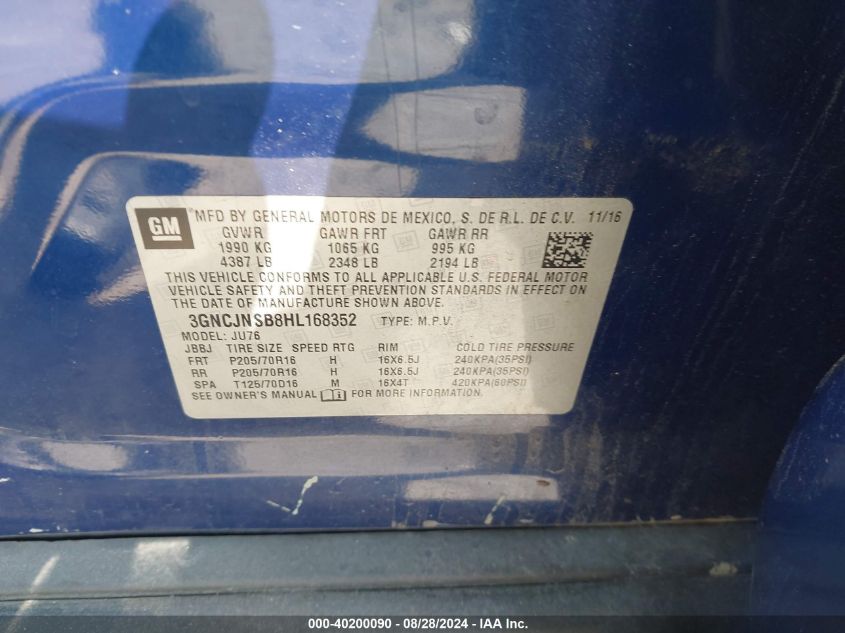 GM
MFD BY GENERAL MOTORS DE MEXICO, S. DE R.L. DE C.V. 11/16
GVWR GAWR FRT GAWR RR
1990 KG 1065 KG 995 KG
4387 LB 2348 LB 2194 LB
THIS VEHICLE CONFORMS TO ALL APPLICABLE U.S. FEDERAL MOTOR
VEHICLE SAFETY AND THEFT PREVENTION STANDARDS IN EFFECT ON
THE DATE OF MANUFACTURE SHOWN ABOVE.
3GNCJNSB8HL168352 TYPE: M.P.V.
MODEL: JU76
JBBJ TIRE SIZE SPEED RTG RIM COLD TIRE PRESSURE
FRT P205/70R16 H 16X6.5J 240KPA(35PSI)
RR P205/70R16 H 16X6.5J 240KPA(35PSI)
SPA T125/70D16 M 16X4T 420KPA(60PSI)
SEE OWNER'S MANUAL FOR MORE INFORMATION
000-40200090 - 08/28/2024 - IAA Inc.